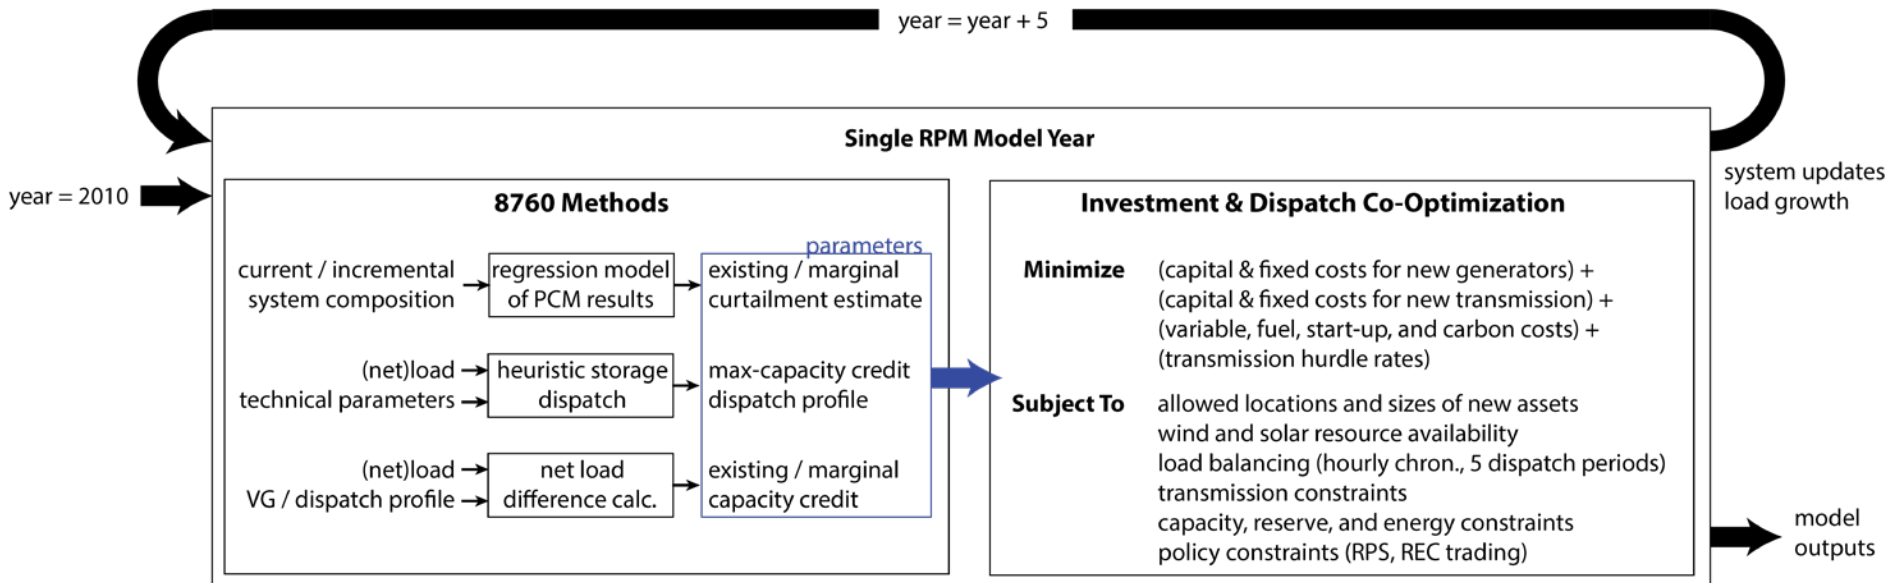 year = year + 5
Single RPM Model Year
year = 2010
system updates
load growth
8760 Methods
parameters
current / incremental
system composition
regression model
of PCM results
existing / marginal
curtailment estimate
(net)load
technical parameters
heuristic storage
dispatch
max-capacity credit
dispatch profile
(net)load
VG / dispatch profile
net load
difference calc.
existing / marginal
capacity credit
Investment & Dispatch Co-Optimization
Minimize
(capital & fixed costs for new generators) +
(capital & fixed costs for new transmission) +
(variable, fuel, start-up, and carbon costs) +
(transmission hurdle rates)
Subject To
allowed locations and sizes of new assets
wind and solar resource availability
load balancing (hourly chron., 5 dispatch periods)
transmission constraints
capacity, reserve, and energy constraints
policy constraints (RPS, REC trading)
model
outputs